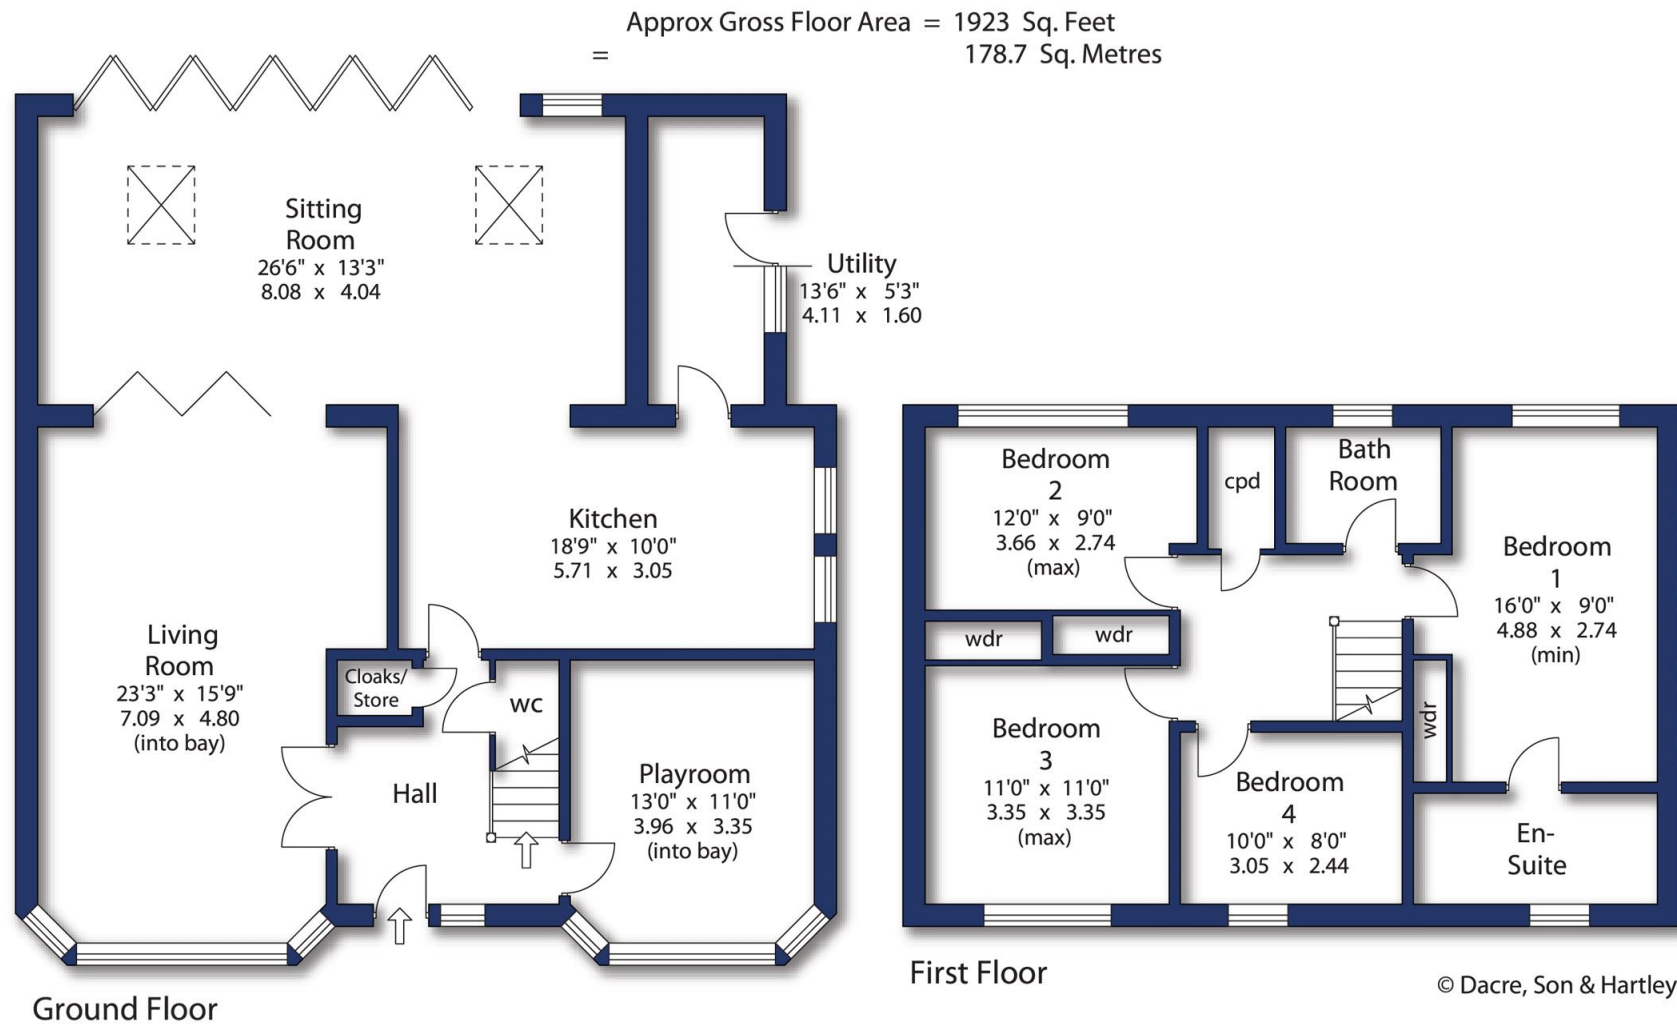 Approx Gross Floor Area = 1923 Sq. Feet
= 178.7 Sq. Metres
Sitting
Room
26'6" x 13'3"
8.08 x 4.04
Utility
13'6" x 5'3"
4.11 x 1.60
Kitchen
18'9" x 10'0"
5.71 x 3.05
Living
Room
23'3" x 15'9"
7.09 x 4.80
(into bay)
Cloaks/
Store
wc
Hall
Playroom
13'0" x 11'0"
3.96 x 3.35
(into bay)
Ground Floor
Bedroom
2
12'0" x 9'0"
3.66 x 2.74
(max)
cpd
Bath
Room
Bedroom
1
16'0" x 9'0"
4.88 x 2.74
(min)
wdr
wdr
wdr
Bedroom
3
11'0" x 11'0"
3.35 x 3.35
(max)
Bedroom
4
10'0" x 8'0"
3.05 x 2.44
En-
Suite
First Floor
© Dacre, Son & Hartley